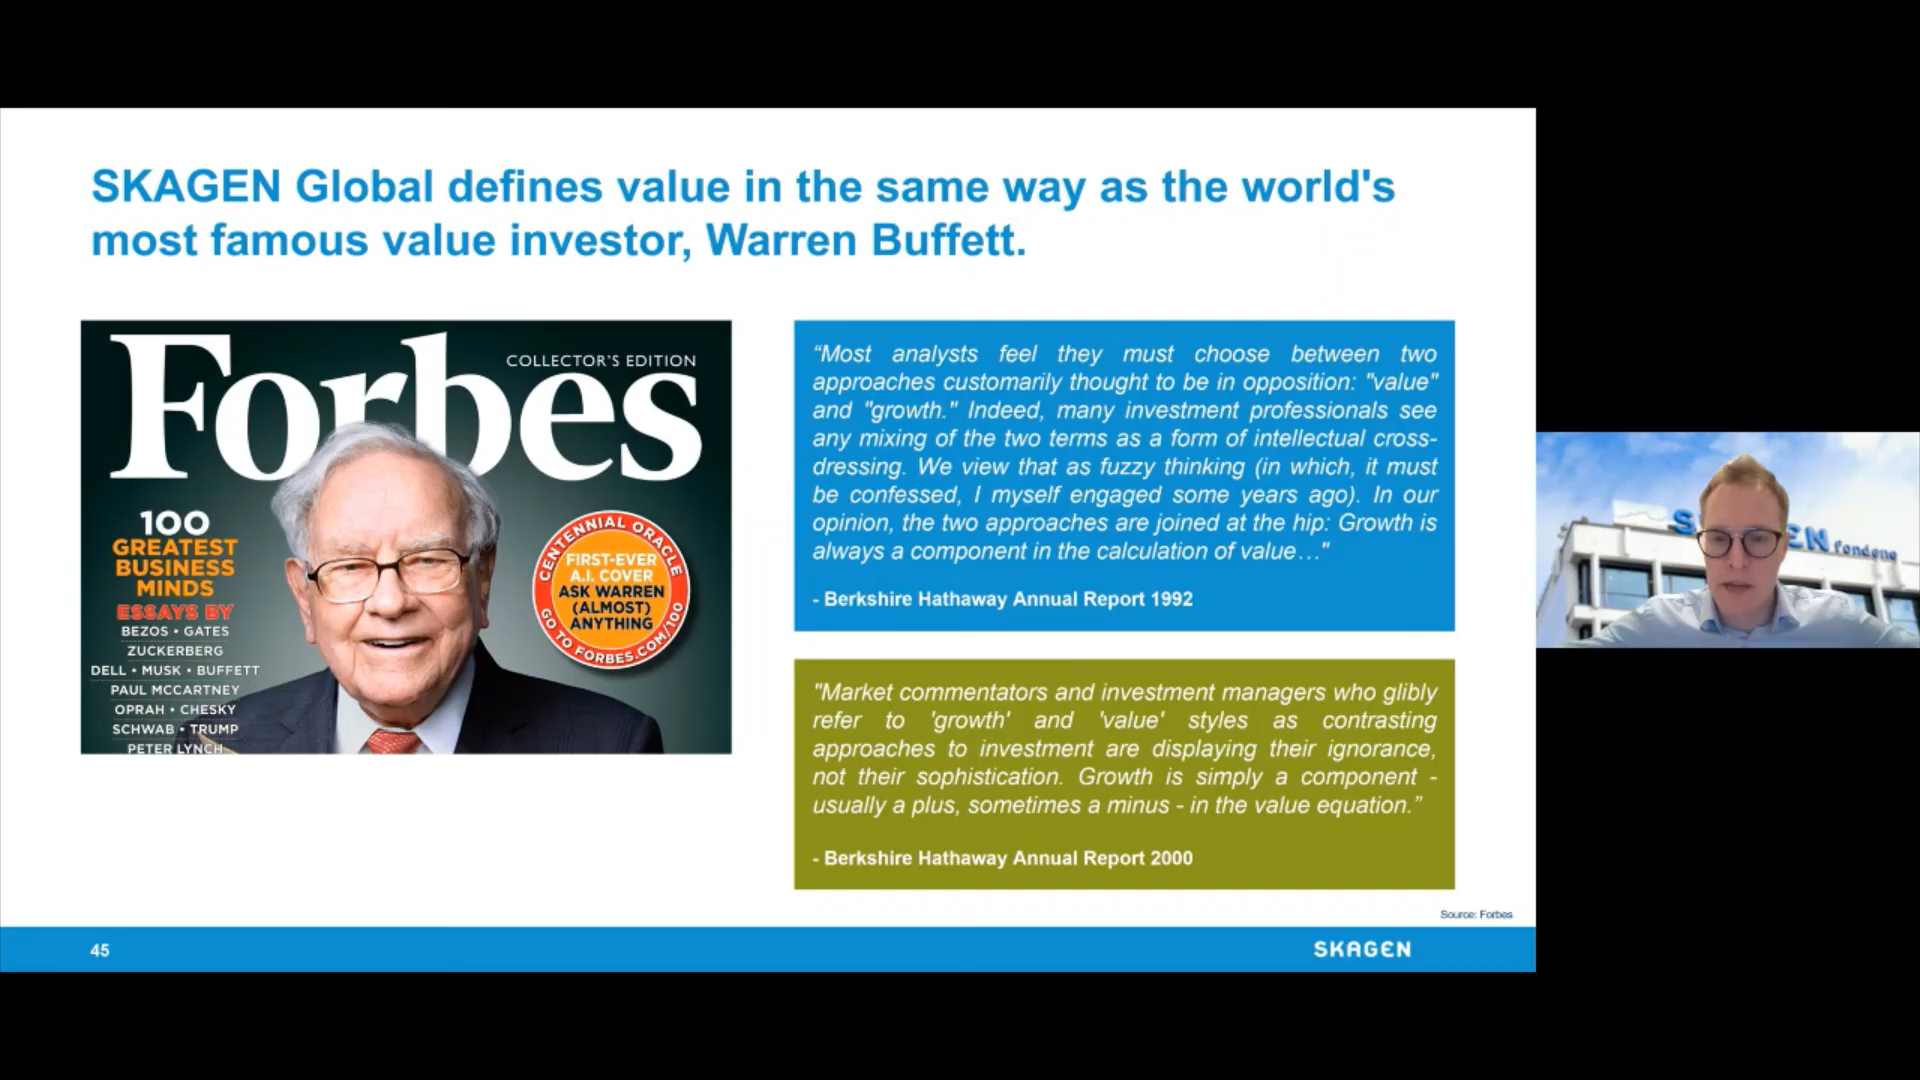 SKAGEN Global defines value in the same way as the world's
most famous value investor, Warren Buffett.
Forbes
COLLECTOR'S EDITION
100
GREATEST
BUSINESS
MINDS
ESSAYS BY
BEZOS • GATES
ZUCKERBERG
DELL • MUSK • BUFFETT
PAUL MCCARTNEY
OPRAH • CHESKY
SCHWAB • TRUMP
PETER LYNCH
CENTENNIAL ORACLE
FIRST-EVER
A.I. COVER
ASK WARREN
(ALMOST)
ANYTHING
GO TO FORBES.COM/100
“Most analysts feel they must choose between two
approaches customarily thought to be in opposition: "value"
and "growth." Indeed, many investment professionals see
any mixing of the two terms as a form of intellectual cross-
dressing. We view that as fuzzy thinking (in which, it must
be confessed, I myself engaged some years ago). In our
opinion, the two approaches are joined at the hip: Growth is
always a component in the calculation of value…"
- Berkshire Hathaway Annual Report 1992
"Market commentators and investment managers who glibly
refer to 'growth' and 'value' styles as contrasting
approaches to investment are displaying their ignorance,
not their sophistication. Growth is simply a component -
usually a plus, sometimes a minus - in the value equation.”
- Berkshire Hathaway Annual Report 2000
Source: Forbes
45
SKAGEN
fondene